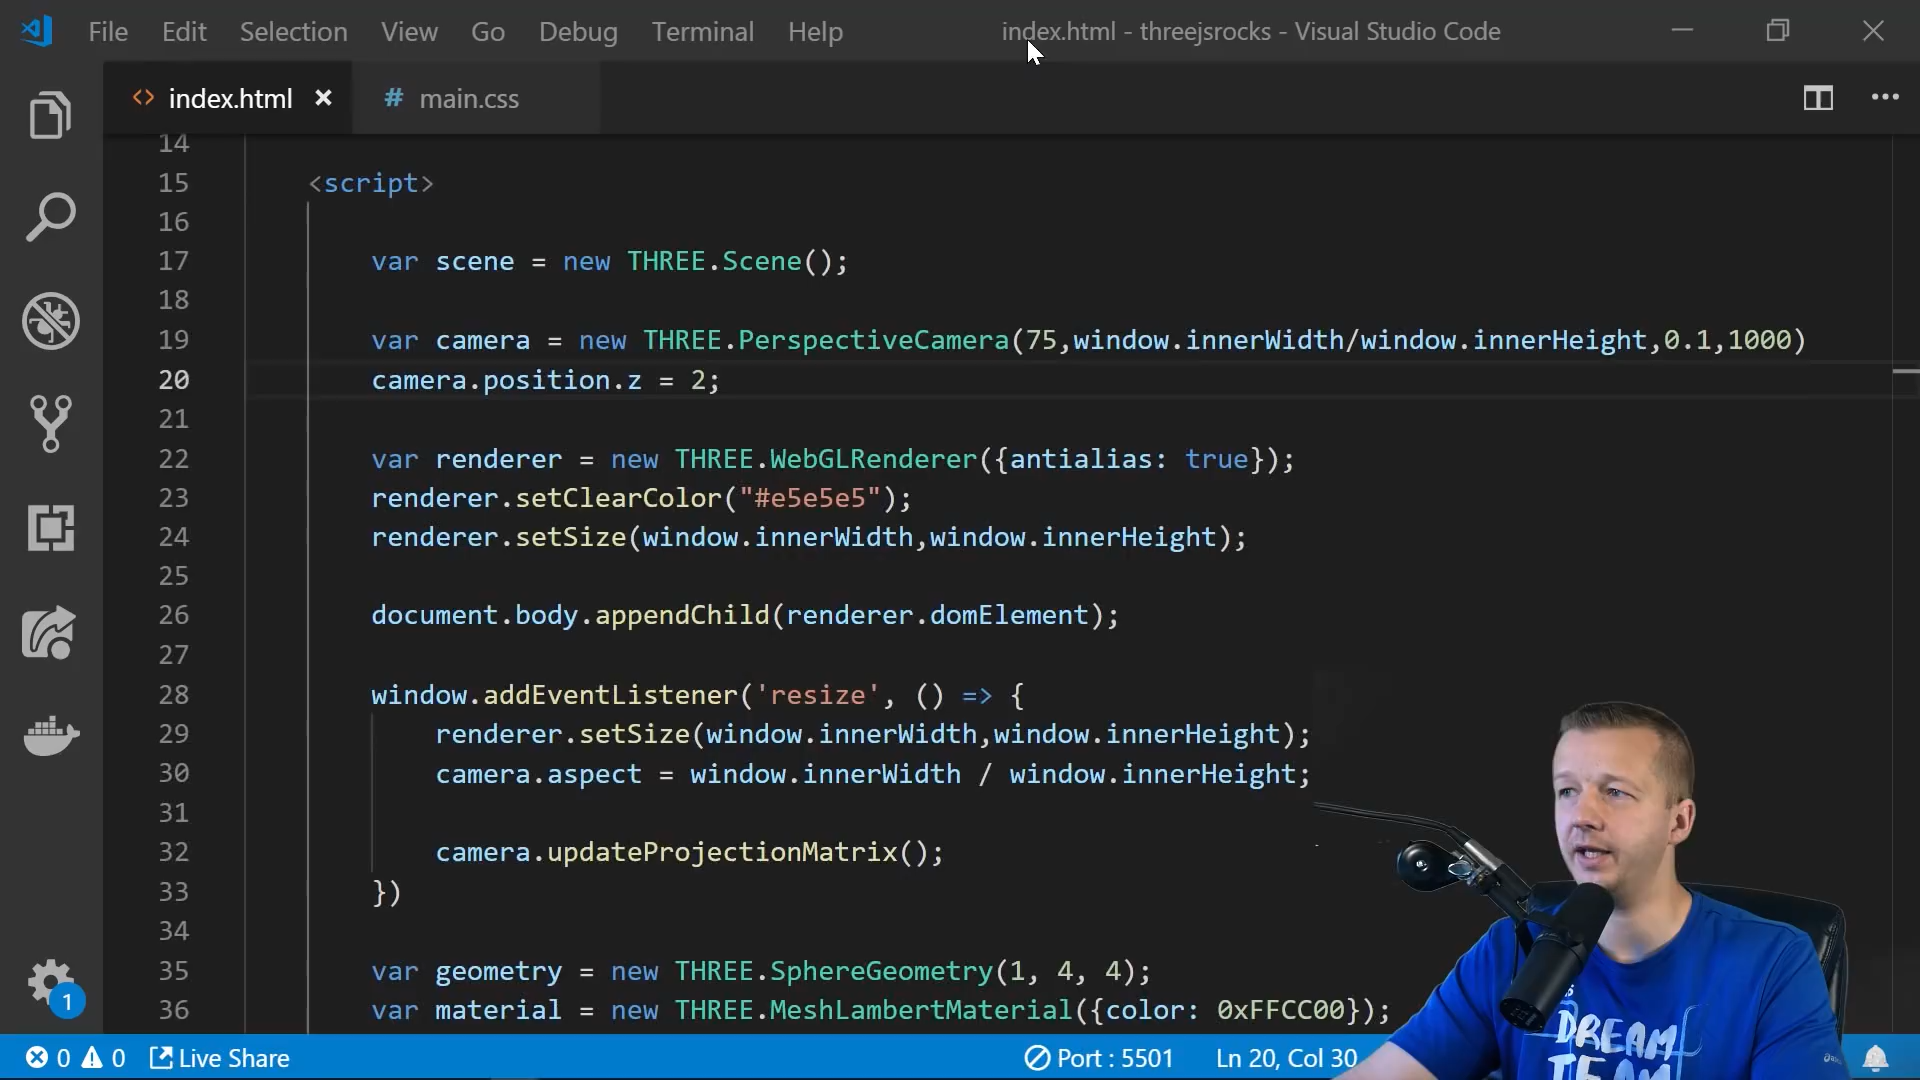 File Edit Selection View Go Debug Terminal Help index.html - threejsrocks - Visual Studio Code
index.html main.css
14
15 <script>
16
17 var scene = new THREE.Scene();
18
19 var camera = new THREE.PerspectiveCamera(75,window.innerWidth/window.innerHeight,0.1,1000)
20 camera.position.z = 2;
21
22 var renderer = new THREE.WebGLRenderer({antialias: true});
23 renderer.setClearColor("#e5e5e5");
24 renderer.setSize(window.innerWidth,window.innerHeight);
25
26 document.body.appendChild(renderer.domElement);
27
28 window.addEventListener('resize', () => {
29 renderer.setSize(window.innerWidth,window.innerHeight);
30 camera.aspect = window.innerWidth / window.innerHeight;
31
32 camera.updateProjectionMatrix();
33 })
34
35 var geometry = new THREE.SphereGeometry(1, 4, 4);
36 var material = new THREE.MeshLambertMaterial({color: 0xFFCC00});
1
0 0 Live Share Port : 5501 Ln 20, Col 30
DREAM
TEAM